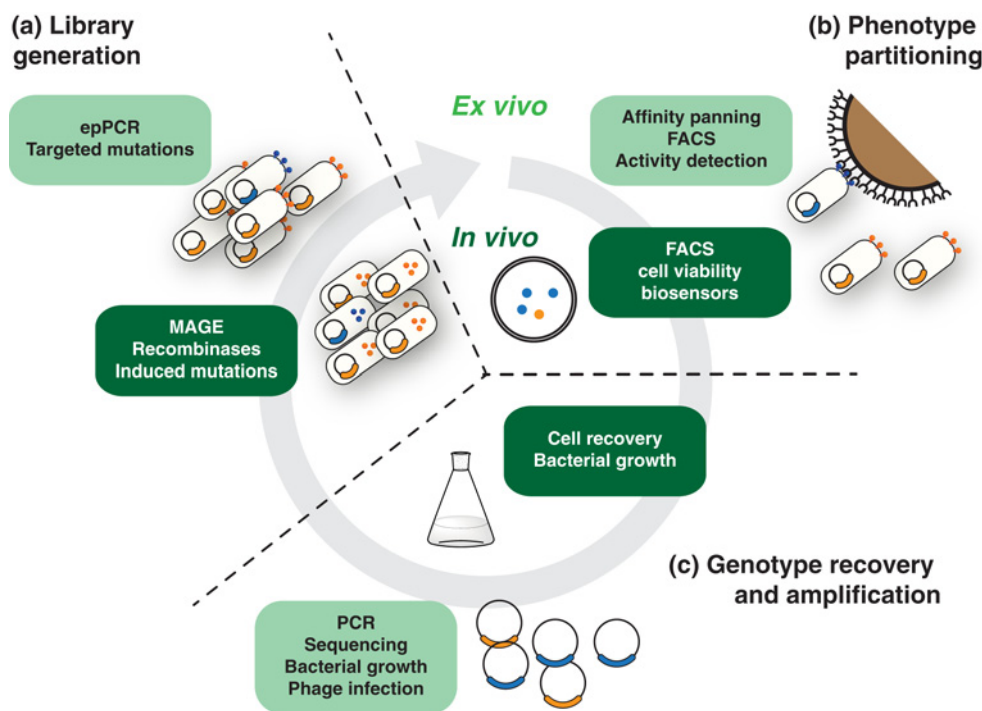 (a) Library
generation
epPCR
Targeted mutations
MAGE
Recombinases
Induced mutations
Ex vivo
In vivo
(b) Phenotype
partitioning
Affinity panning
FACS
Activity detection
FACS
cell viability
biosensors
Cell recovery
Bacterial growth
(c) Genotype recovery
and amplification
PCR
Sequencing
Bacterial growth
Phage infection